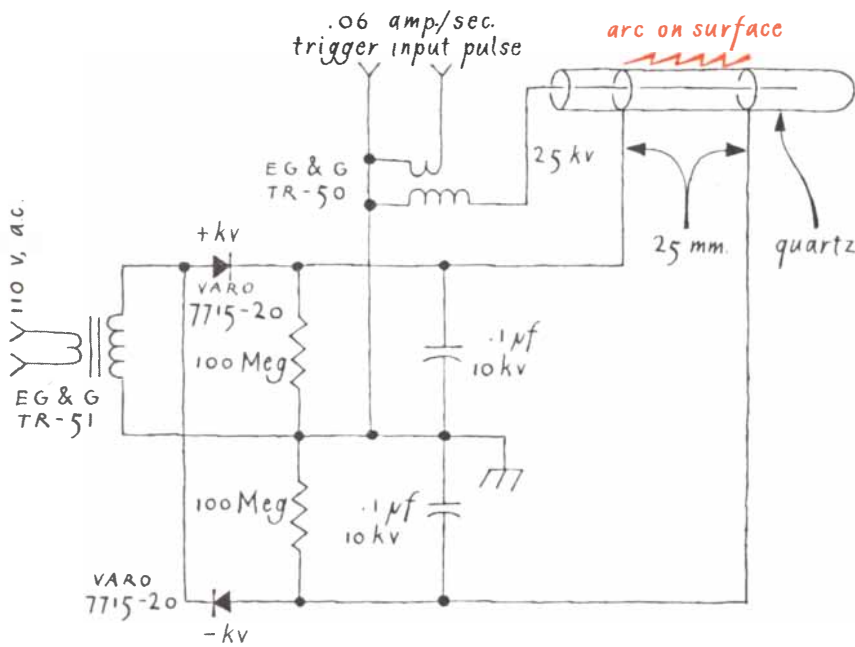 .06 amp./sec.
trigger input pulse
arc on surface
EG & G
TR-50
25 kv
25 mm.
quartz
110 v, a.c.
+kv
VARO
7715-20
100 Meg
.1 µf
10 kv
EG & G
TR-51
100 Meg
.1 µf
10 kv
VARO
7715-20
-kv